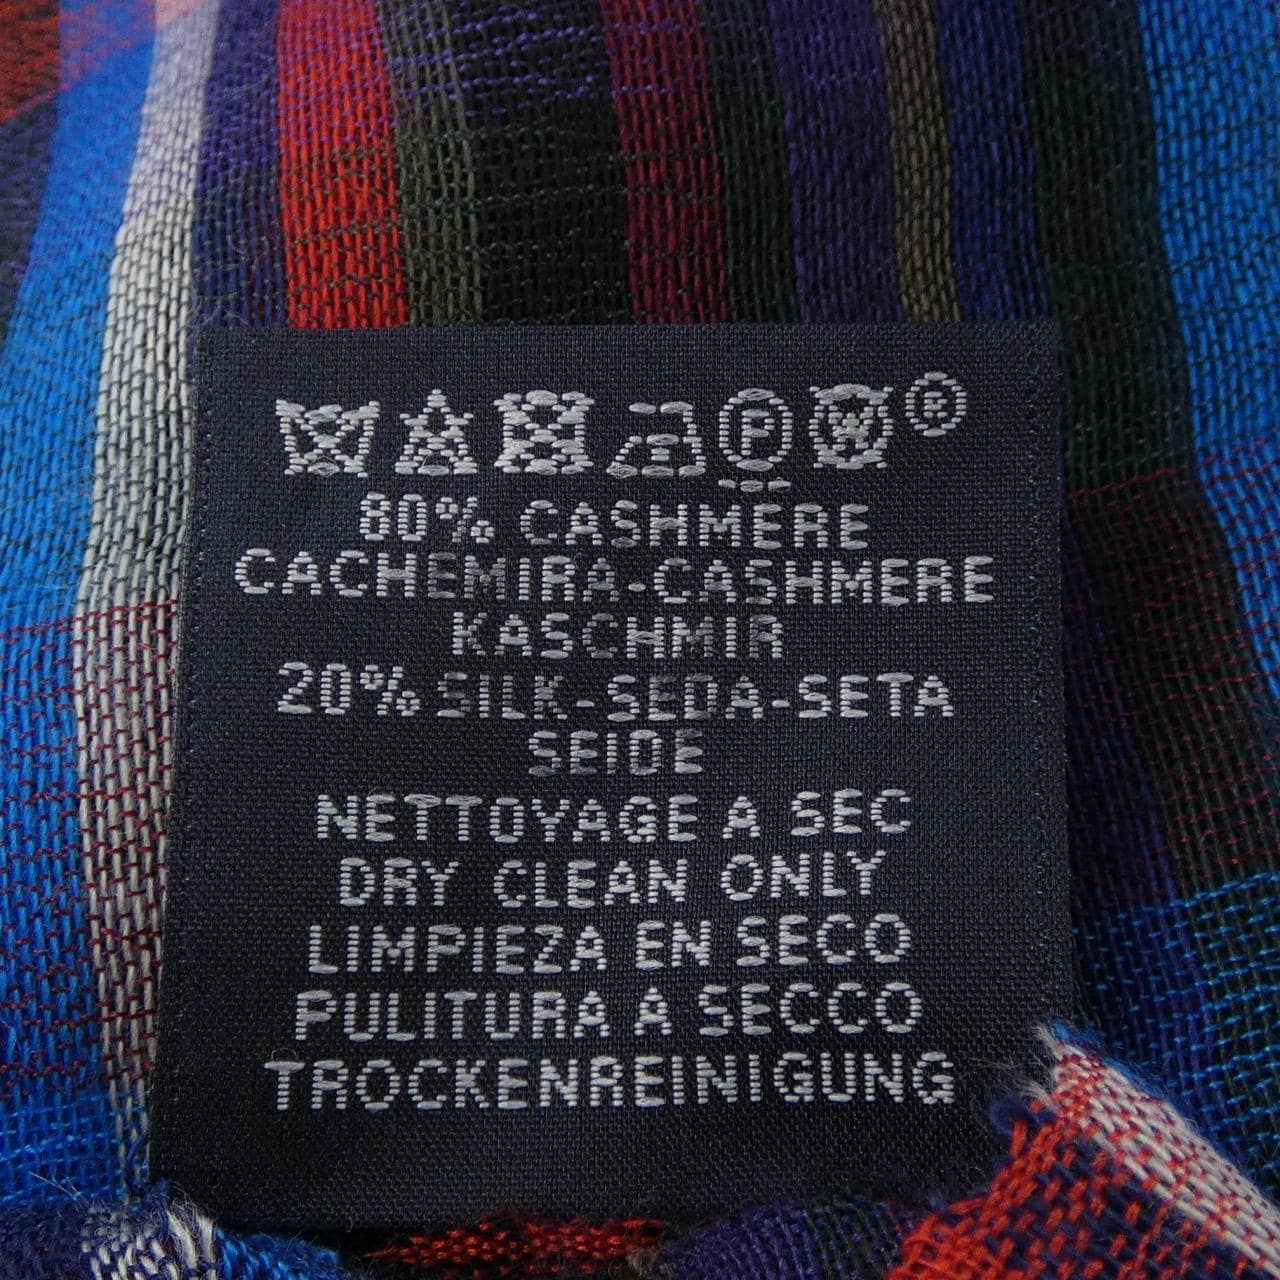 F W ®
80% CASHMERE
CACHEMIRA-CASHMERE
KASCHMIR
20% SILK-SEDA-SETA
SEIDE
NETTOYAGE A SEC
DRY CLEAN ONLY
LIMPIEZA EN SECO
PULITURA A SECCO
TROCKENREINIGUNG